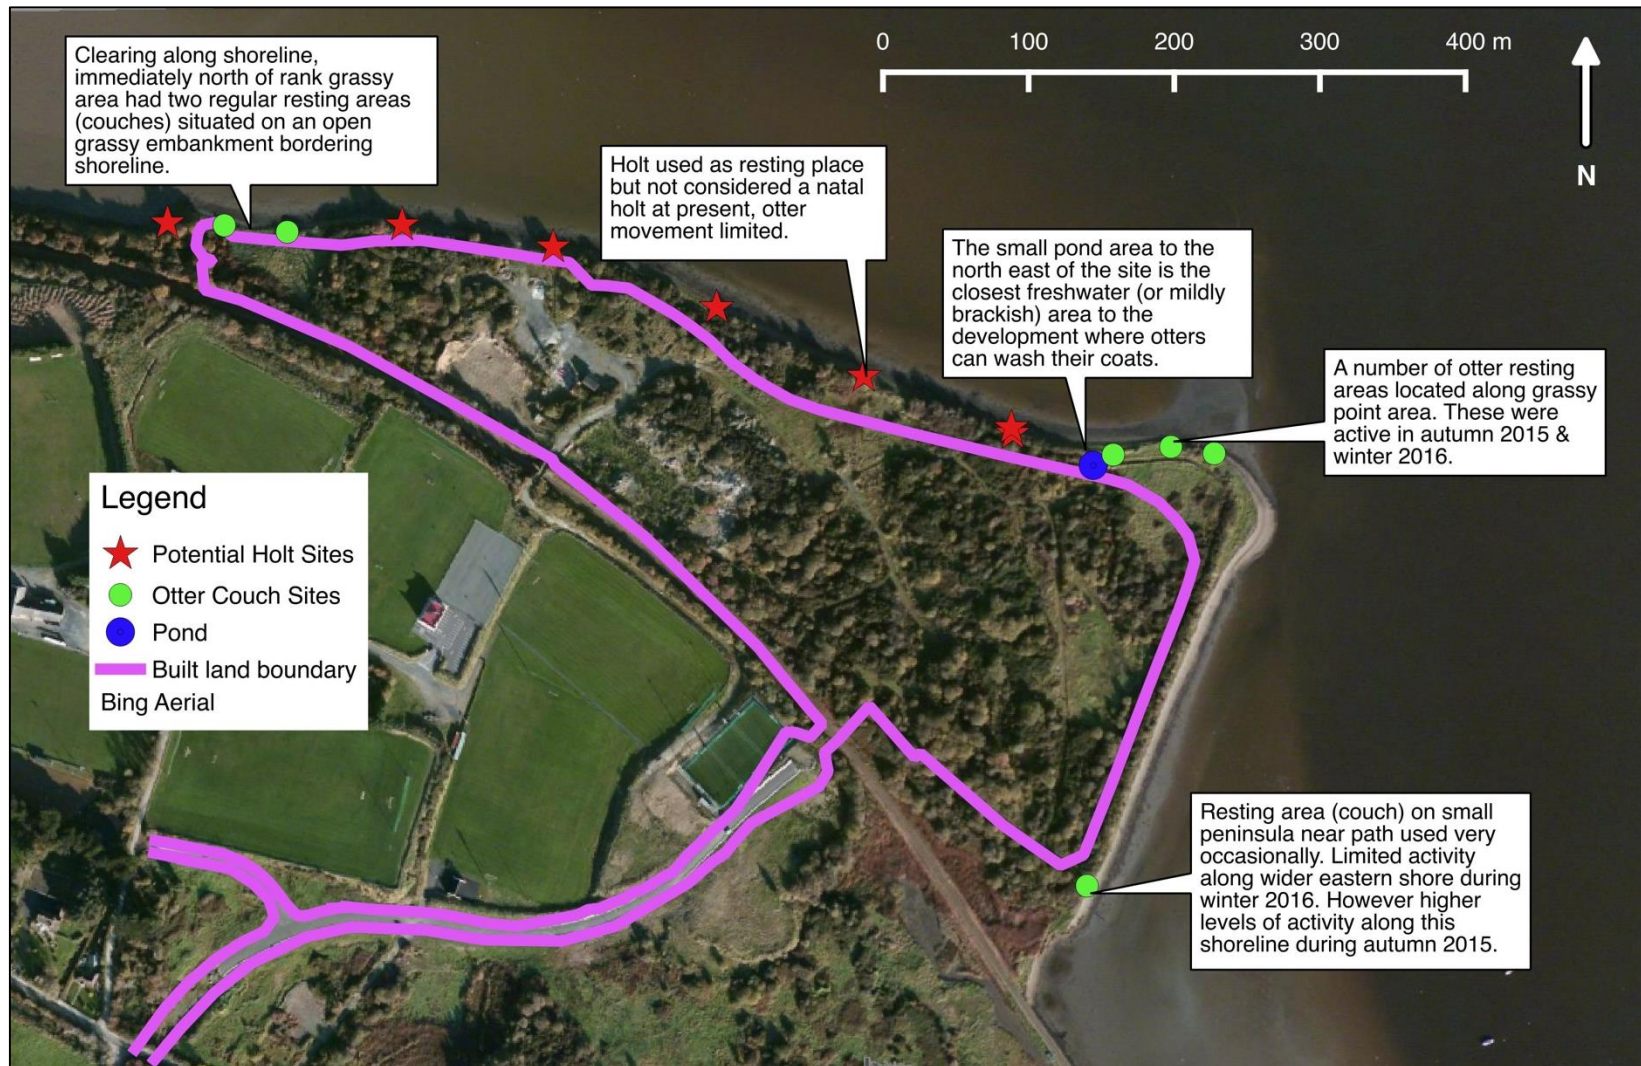 Clearing along shoreline,
immediately north of rank grassy
area had two regular resting areas
(couches) situated on an open
grassy embankment bordering
shoreline.
0 100 200 300 400 m
N
Holt used as resting place
but not considered a natal
holt at present, otter
movement limited.
The small pond area to the
north east of the site is the
closest freshwater (or mildly
brackish) area to the
development where otters
can wash their coats.
A number of otter resting
areas located along grassy
point area. These were
active in autumn 2015 &
winter 2016.
Legend
Potential Holt Sites
Otter Couch Sites
Pond
Built land boundary
Bing Aerial
Resting area (couch) on small
peninsula near path used very
occasionally. Limited activity
along wider eastern shore during
winter 2016. However higher
levels of activity along this
shoreline during autumn 2015.